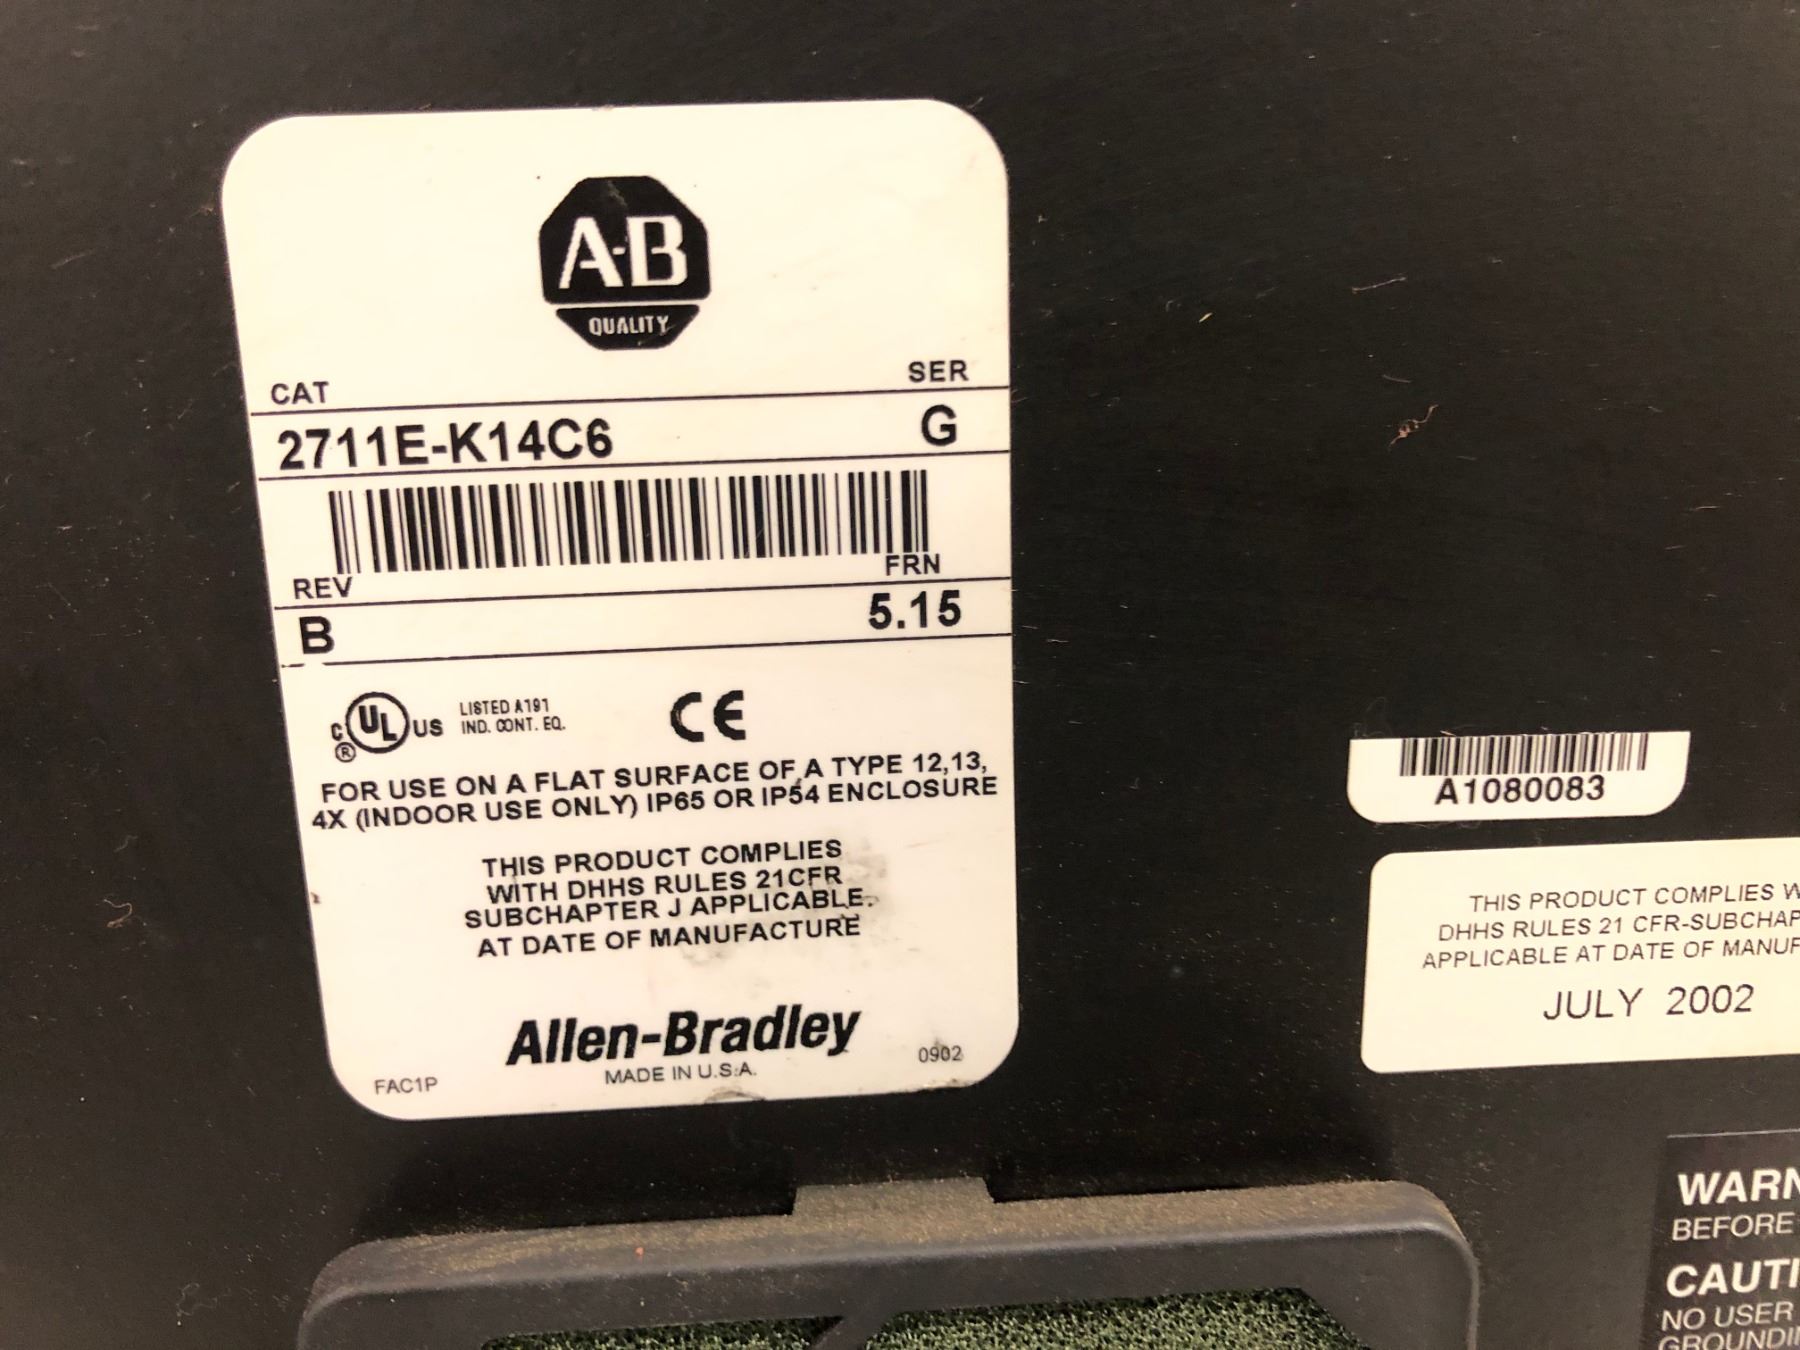 A-B
QUALITY
CAT SER
2711E-K14C6 G
REV FRN
B 5.15
C UL US ® LISTED A191
IND. CONT. EQ.
CE
FOR USE ON A FLAT SURFACE OF A TYPE 12,13,
4X (INDOOR USE ONLY) IP65 OR IP54 ENCLOSURE
THIS PRODUCT COMPLIES
WITH DHHS RULES 21CFR
SUBCHAPTER J APPLICABLE.
AT DATE OF MANUFACTURE
Allen-Bradley
MADE IN U.S.A.
FAC1P 0902
A1080083
THIS PRODUCT COMPLIES
DHHS RULES 21 CFR-SUBCHAP
APPLICABLE AT DATE OF MANUF
JULY 2002
WARN
BEFORE
CAUTI
NO USER
GROUNDI